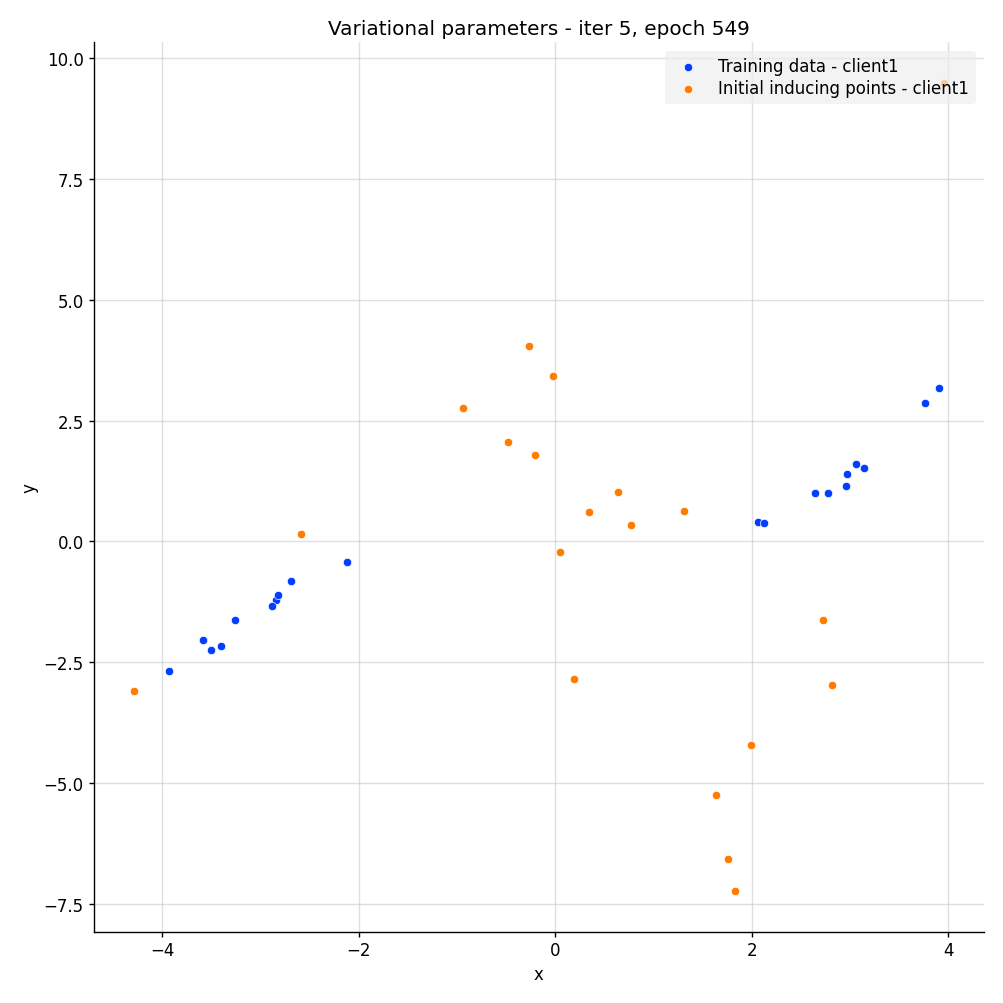 Variational parameters - iter 5, epoch 549
Training data - client1
Initial inducing points - client1
10.0
7.5
5.0
2.5
0.0
−2.5
−5.0
−7.5
y
−4
−2
0
2
4
x